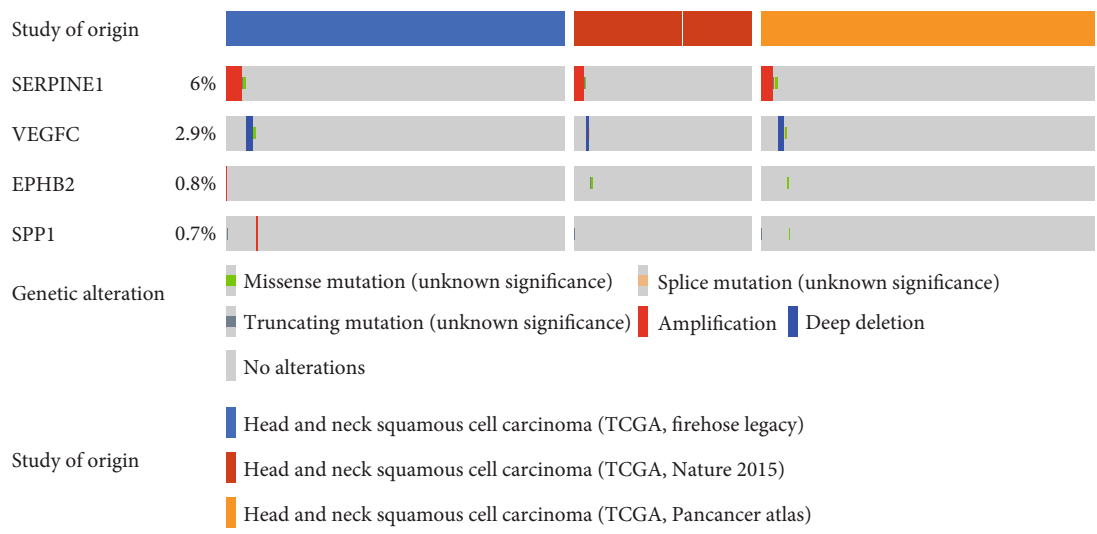 Study of origin
SERPINE1 6%
VEGFC 2.9%
EPHB2 0.8%
SPP1 0.7%
Genetic alteration
Missense mutation (unknown significance) Splice mutation (unknown significance)
Truncating mutation (unknown significance) Amplification Deep deletion
No alterations
Study of origin
Head and neck squamous cell carcinoma (TCGA, firehose legacy)
Head and neck squamous cell carcinoma (TCGA, Nature 2015)
Head and neck squamous cell carcinoma (TCGA, Pancancer atlas)